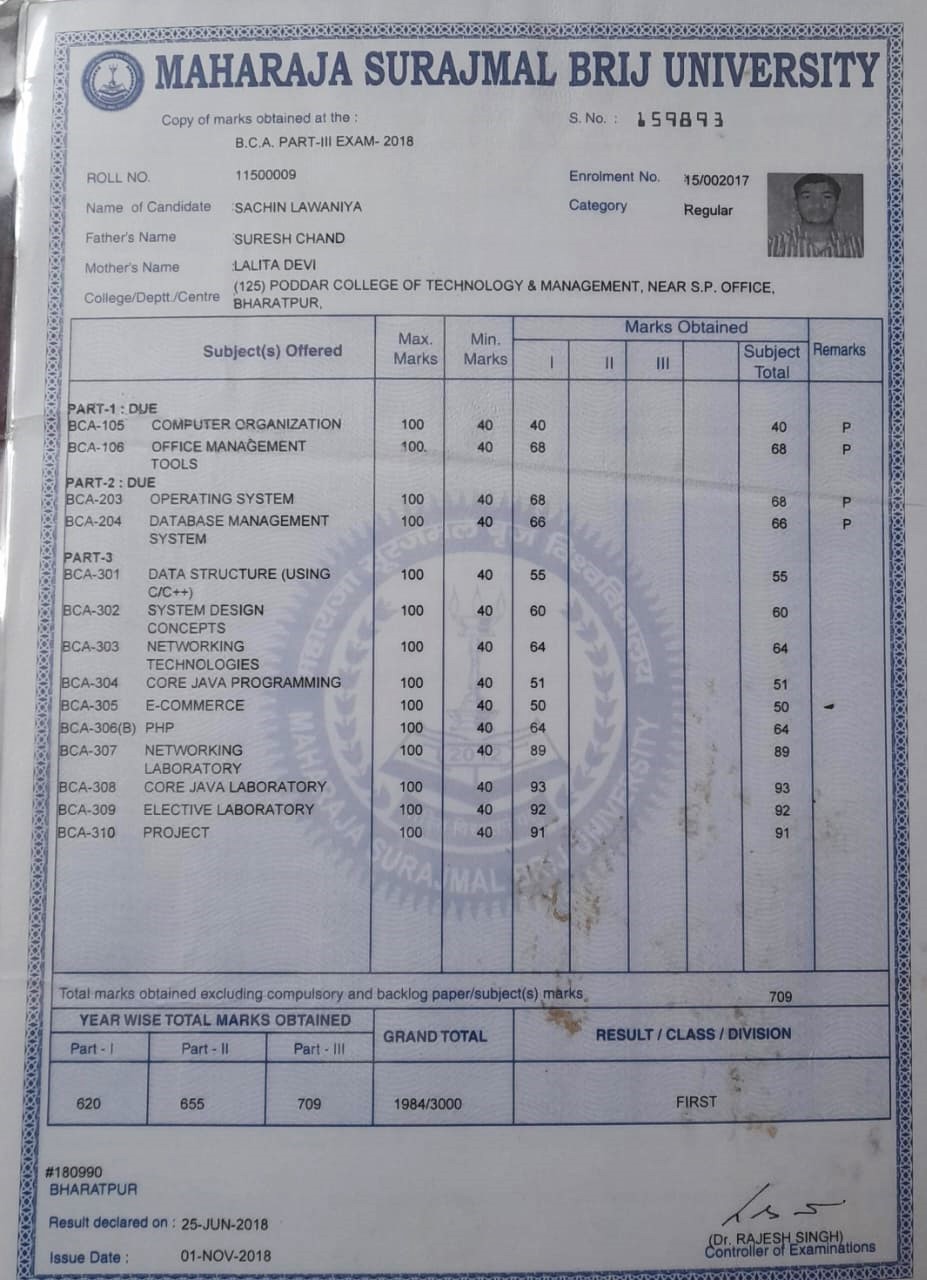 MAHARAJA SURAJMAL BRIJ UNIVERSITY
Copy of marks obtained at the :
S. No. : 159893
B.C.A. PART-III EXAM- 2018
ROLL NO. 11500009
Enrolment No. 15/002017
Name of Candidate :SACHIN LAWANIYA
Category Regular
Father's Name :SURESH CHAND
Mother's Name :LALITA DEVI
College/Deptt./Centre (125) PODDAR COLLEGE OF TECHNOLOGY & MANAGEMENT, NEAR S.P. OFFICE,
BHARATPUR,
Subject(s) Offered Max. Marks Min. Marks Marks Obtained Remarks
I II III Subject Total
PART-1 : DUE
BCA-105 COMPUTER ORGANIZATION 100 40 40 40 P
BCA-106 OFFICE MANAGEMENT 100. 40 68 68 P
TOOLS
PART-2 : DUE
BCA-203 OPERATING SYSTEM 100 40 68 68 P
BCA-204 DATABASE MANAGEMENT 100 40 66 66 P
SYSTEM
PART-3
BCA-301 DATA STRUCTURE (USING 100 40 55 55
C/C++)
BCA-302 SYSTEM DESIGN 100 40 60 60
CONCEPTS
BCA-303 NETWORKING 100 40 64 64
TECHNOLOGIES
BCA-304 CORE JAVA PROGRAMMING 100 40 51 51
BCA-305 E-COMMERCE 100 40 50 50
BCA-306(B) PHP 100 40 64 64
BCA-307 NETWORKING 100 40 89 89
LABORATORY
BCA-308 CORE JAVA LABORATORY 100 40 93 93
BCA-309 ELECTIVE LABORATORY 100 40 92 92
BCA-310 PROJECT 100 40 91 91
MAHARAJA SURAJMAL BRIJ UNIVERSITY
Total marks obtained excluding compulsory and backlog paper/subject(s) marks 709
YEAR WISE TOTAL MARKS OBTAINED GRAND TOTAL RESULT / CLASS / DIVISION
Part - I Part - II Part - III
620 655 709 1984/3000 FIRST
#180990
BHARATPUR
Result declared on : 25-JUN-2018
(Dr. RAJESH SINGH)
Controller of Examinations
Issue Date : 01-NOV-2018